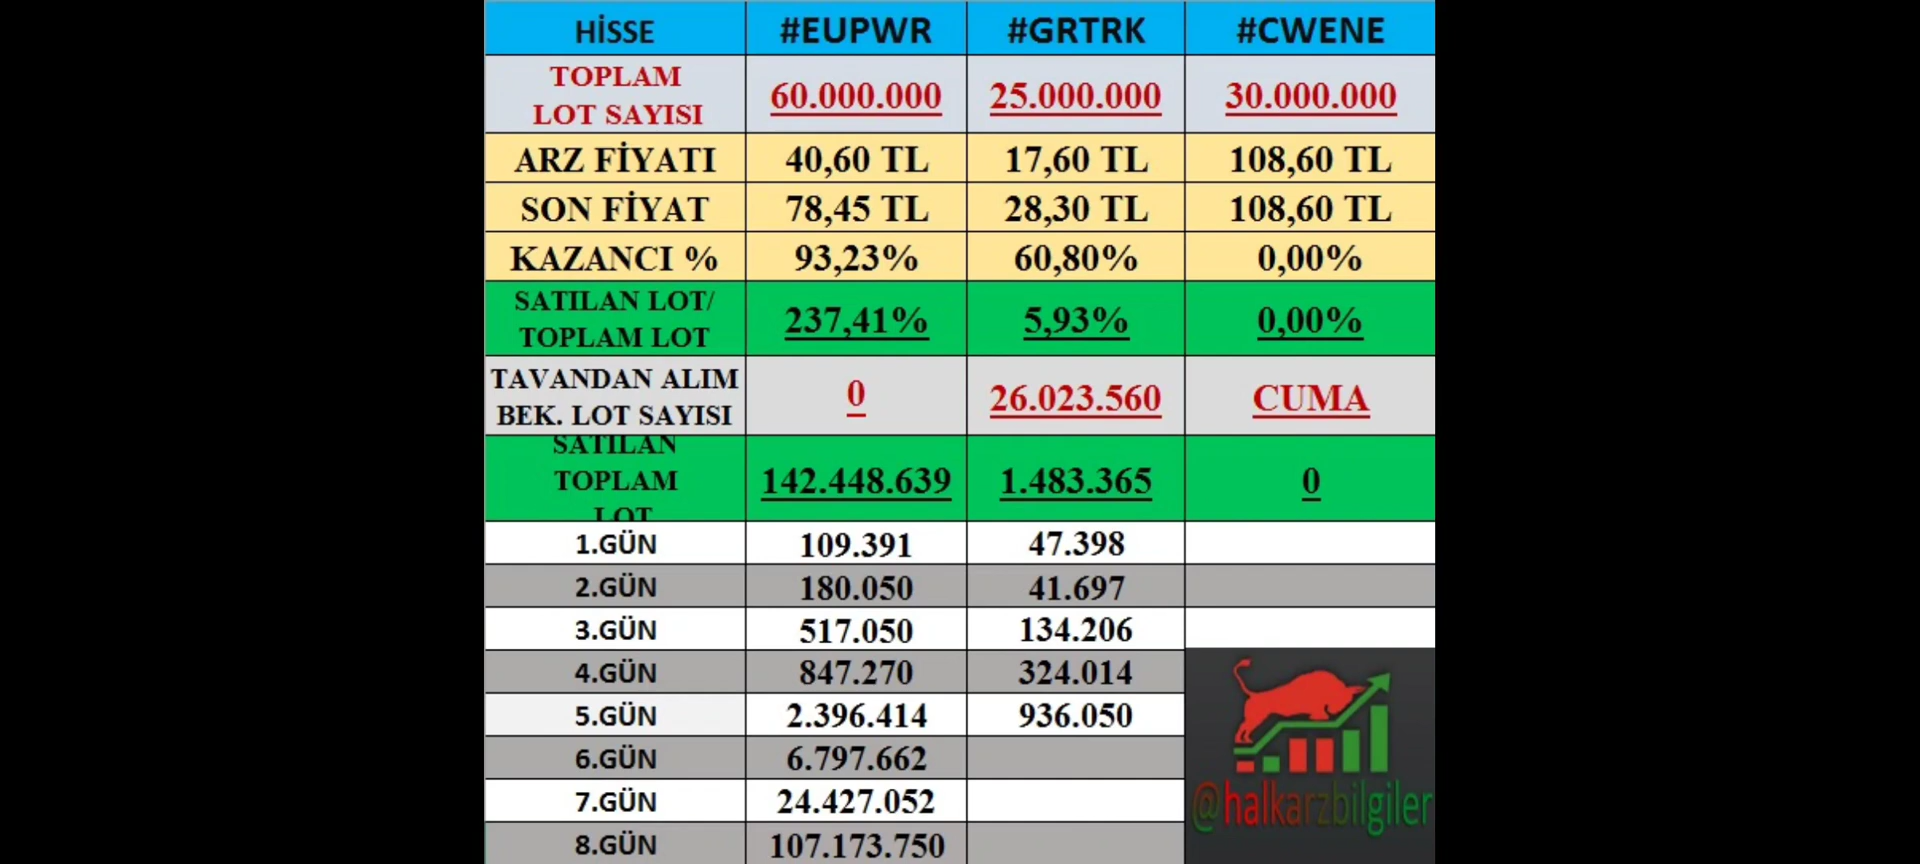 HİSSE #EUPWR #GRTRK #CWENE
TOPLAM
LOT SAYISI 60.000.000 25.000.000 30.000.000
ARZ FİYATI 40,60 TL 17,60 TL 108,60 TL
SON FİYAT 78,45 TL 28,30 TL 108,60 TL
KAZANCI % 93,23% 60,80% 0,00%
SATILAN LOT/
TOPLAM LOT 237,41% 5,93% 0,00%
TAVANDAN ALIM
BEK. LOT SAYISI 0 26.023.560 CUMA
SATILAN
TOPLAM 142.448.639 1.483.365 0
LOT
1.GÜN 109.391 47.398
2.GÜN 180.050 41.697
3.GÜN 517.050 134.206
4.GÜN 847.270 324.014
5.GÜN 2.396.414 936.050
6.GÜN 6.797.662
7.GÜN 24.427.052
8.GÜN 107.173.750
@halkarzbilgiler